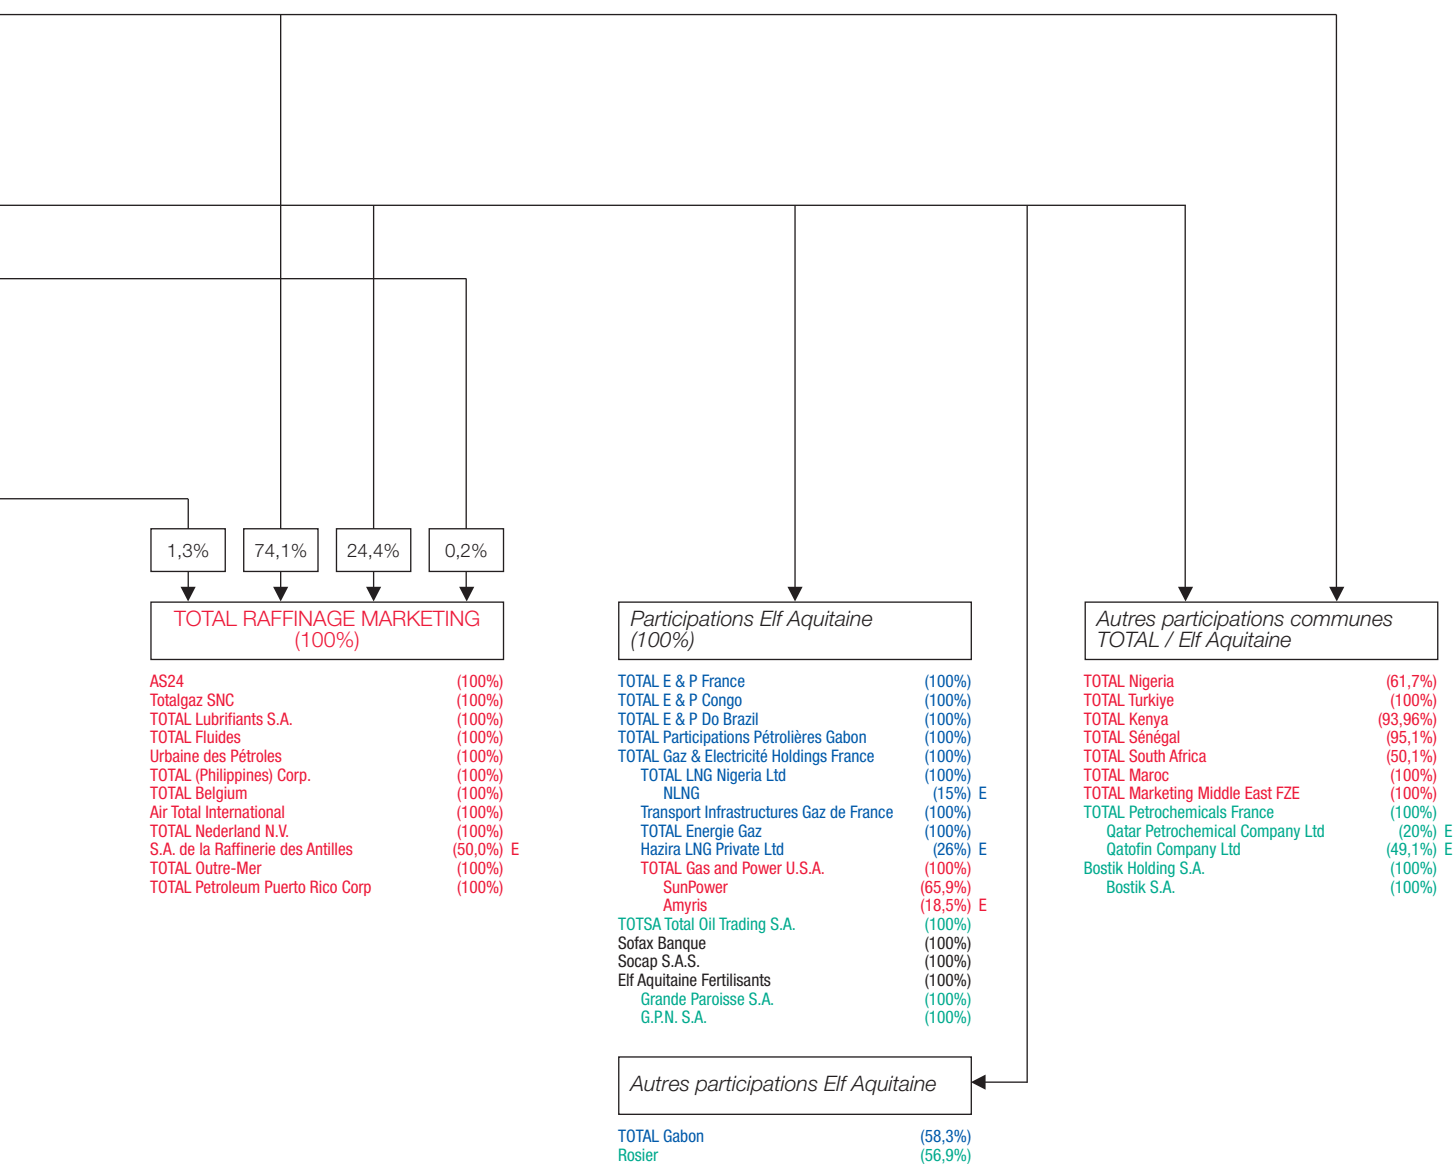 1,3%
74,1%
24,4%
0,2%
TOTAL RAFFINAGE MARKETING
(100%)
AS24 (100%)
Totalgaz SNC (100%)
TOTAL Lubrifiants S.A. (100%)
TOTAL Fluides (100%)
Urbaine des Pétroles (100%)
TOTAL (Philippines) Corp. (100%)
TOTAL Belgium (100%)
Air Total International (100%)
TOTAL Nederland N.V. (100%)
S.A. de la Raffinerie des Antilles (50,0%) E
TOTAL Outre-Mer (100%)
TOTAL Petroleum Puerto Rico Corp (100%)
Participations Elf Aquitaine
(100%)
TOTAL E & P France (100%)
TOTAL E & P Congo (100%)
TOTAL E & P Do Brazil (100%)
TOTAL Participations Pétrolières Gabon (100%)
TOTAL Gaz & Electricité Holdings France (100%)
TOTAL LNG Nigeria Ltd (100%)
NLNG (15%) E
Transport Infrastructures Gaz de France (100%)
TOTAL Energie Gaz (100%)
Hazira LNG Private Ltd (26%) E
TOTAL Gas and Power U.S.A. (100%)
SunPower (65,9%)
Amyris (18,5%) E
TOTSA Total Oil Trading S.A. (100%)
Sofax Banque (100%)
Socap S.A.S. (100%)
Elf Aquitaine Fertilisants (100%)
Grande Paroisse S.A. (100%)
G.P.N. S.A. (100%)
Autres participations Elf Aquitaine
TOTAL Gabon (58,3%)
Rosier (56,9%)
Autres participations communes
TOTAL / Elf Aquitaine
TOTAL Nigeria (61,7%)
TOTAL Turkiye (100%)
TOTAL Kenya (93,96%)
TOTAL Sénégal (95,1%)
TOTAL South Africa (50,1%)
TOTAL Maroc (100%)
TOTAL Marketing Middle East FZE (100%)
TOTAL Petrochemicals France (100%)
Qatar Petrochemical Company Ltd (20%) E
Qatofin Company Ltd (49,1%) E
Bostik Holding S.A. (100%)
Bostik S.A. (100%)